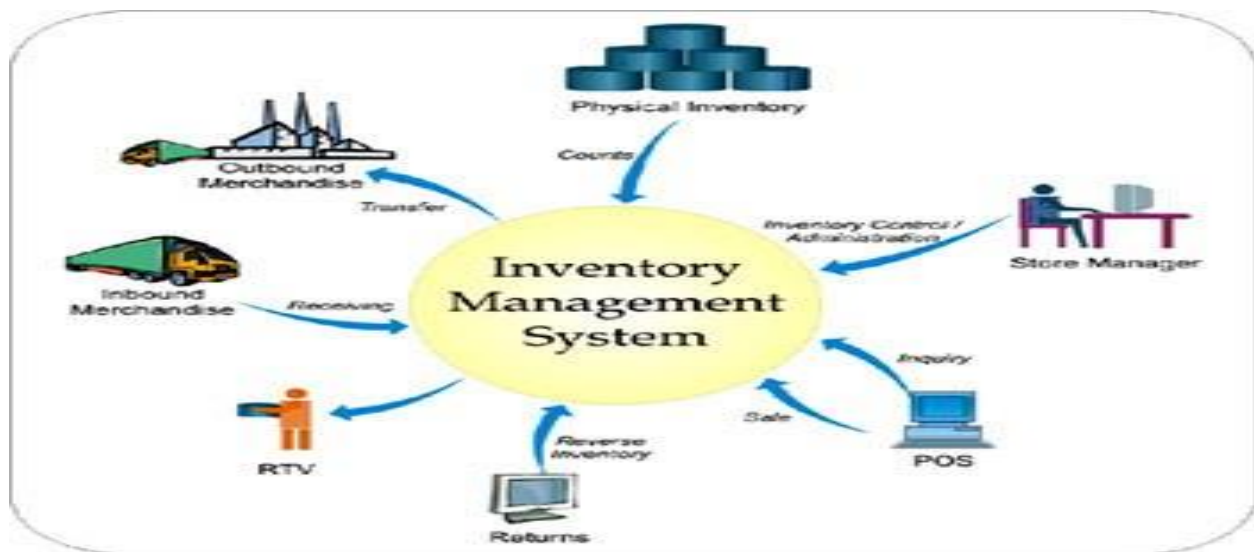 Physical Inventory
Counts
Outbound
Merchandise
Transfer
Inventory Control /
Administration
Store Manager
Inventory
Management
System
Inbound
Merchandise
Receiving
Inquiry
Sale
POS
RTV
Reverse
Inventory
Returns